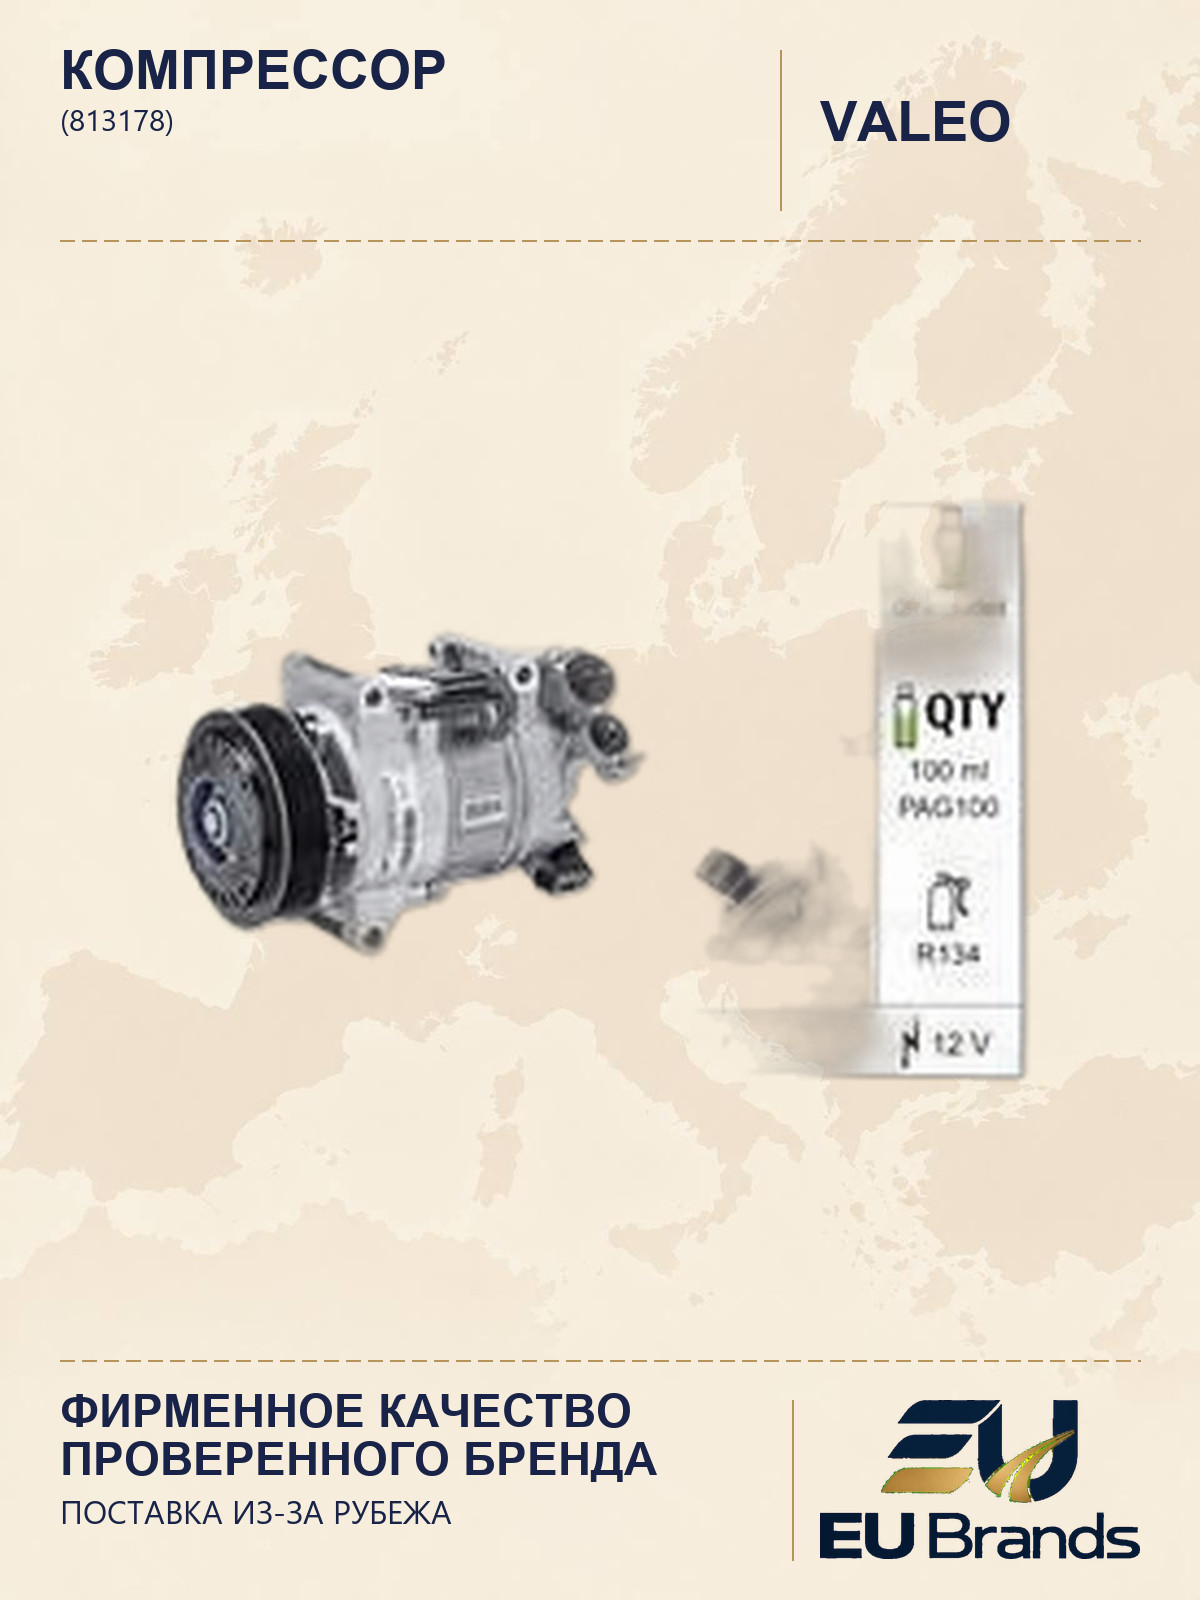 КОМПРЕССОР
(813178)
VALEO
QTY
100 ml
PAG100
R134
12 V
ФИРМЕННОЕ КАЧЕСТВО
ПРОВЕРЕННОГО БРЕНДА
ПОСТАВКА ИЗ-ЗА РУБЕЖА
EU
EU Brands